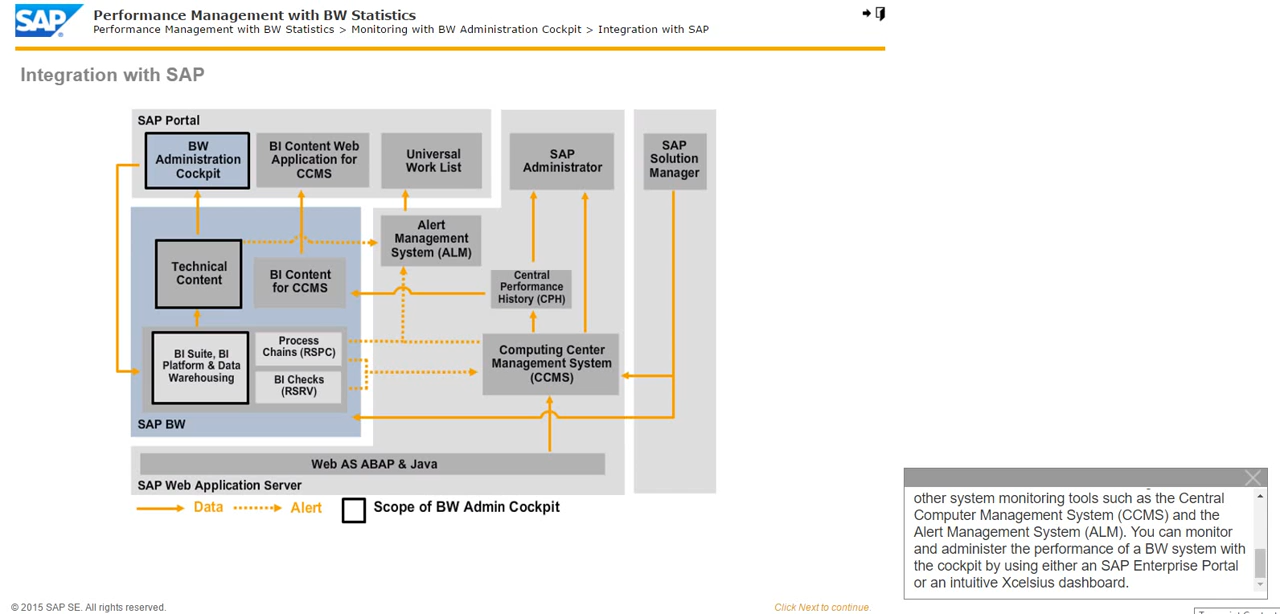 SAP
Performance Management with BW Statistics
Performance Management with BW Statistics > Monitoring with BW Administration Cockpit > Integration with SAP
Integration with SAP
SAP Portal
BW
Administration
Cockpit
BI Content Web
Application for
CCMS
Universal
Work List
SAP
Administrator
SAP
Solution
Manager
Alert
Management
System (ALM)
Technical
Content
BI Content
for CCMS
Central
Performance
History (CPH)
BI Suite, BI
Platform & Data
Warehousing
Process
Chains (RSPC)
BI Checks
(RSRV)
Computing Center
Management System
(CCMS)
SAP BW
Web AS ABAP & Java
SAP Web Application Server
Data
Alert
Scope of BW Admin Cockpit
other system monitoring tools such as the Central
Computer Management System (CCMS) and the
Alert Management System (ALM). You can monitor
and administer the performance of a BW system with
the cockpit by using either an SAP Enterprise Portal
or an intuitive Xcelsius dashboard.
© 2015 SAP SE. All rights reserved.
Click Next to continue.